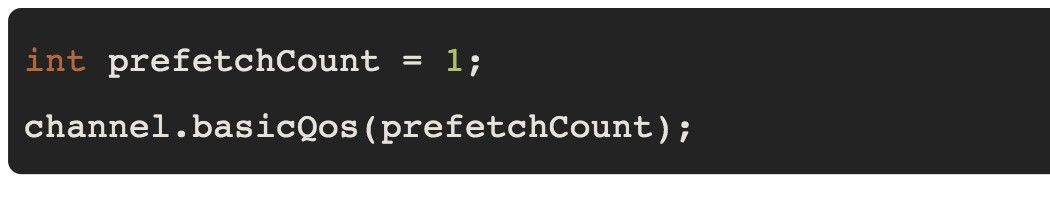 int prefetchCount = 1;
channel.basicQos(prefetchCount);